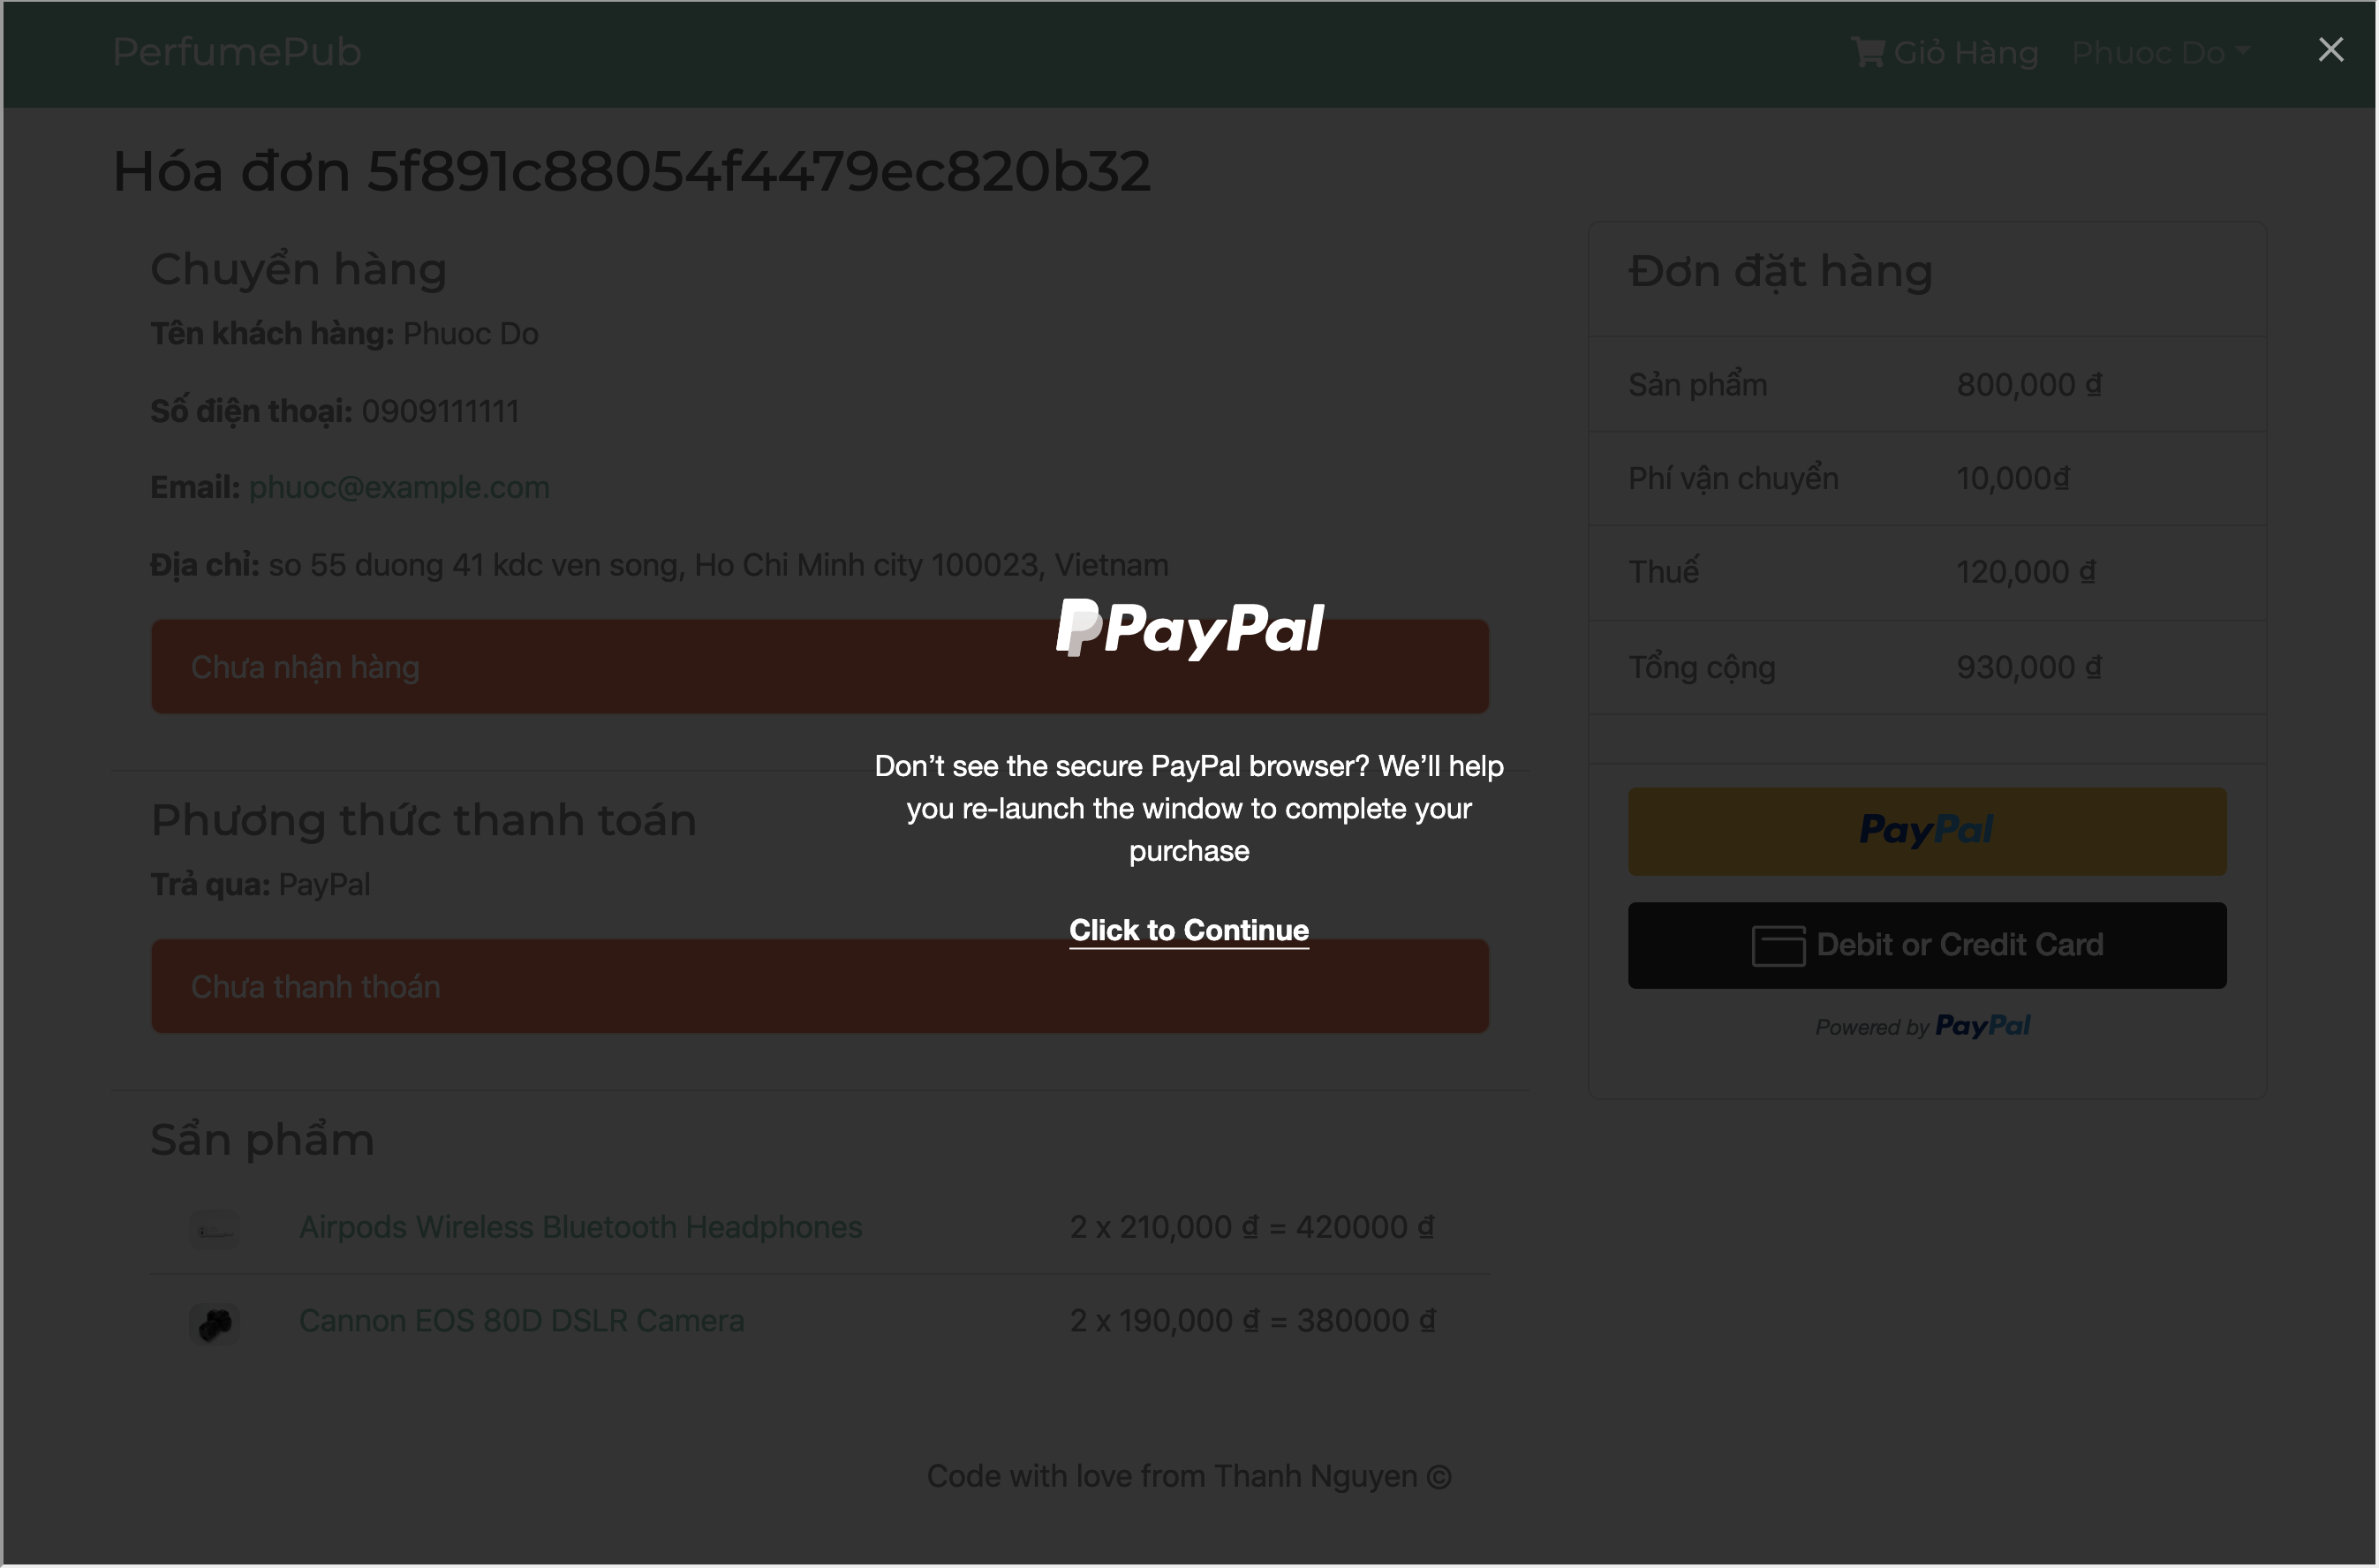 PerfumePub
Giỏ Hàng
Phuoc Do
Hóa đơn 5f891c88054f4479ec820b32
Chuyển hàng
Tên khách hàng: Phuoc Do
Số điện thoại: 0909111111
Email: phuoc@example.com
Địa chỉ: so 55 duong 41 kdc ven song, Ho Chi Minh city 100023, Vietnam
Chưa nhận hàng
Phương thức thanh toán
Trả qua: PayPal
Chưa thanh thoán
Sẩn phẩm
Airpods Wireless Bluetooth Headphones 2 x 210,000 ₫ = 420000 ₫
Cannon EOS 80D DSLR Camera 2 x 190,000 ₫ = 380000 ₫
Đơn đặt hàng
Sản phẩm 800,000 ₫
Phí vận chuyển 10,000₫
Thuế 120,000 ₫
Tổng cộng 930,000 ₫
PayPal
Debit or Credit Card
Powered by PayPal
PayPal
Don’t see the secure PayPal browser? We’ll help
you re-launch the window to complete your
purchase
Click to Continue
Code with love from Thanh Nguyen ©